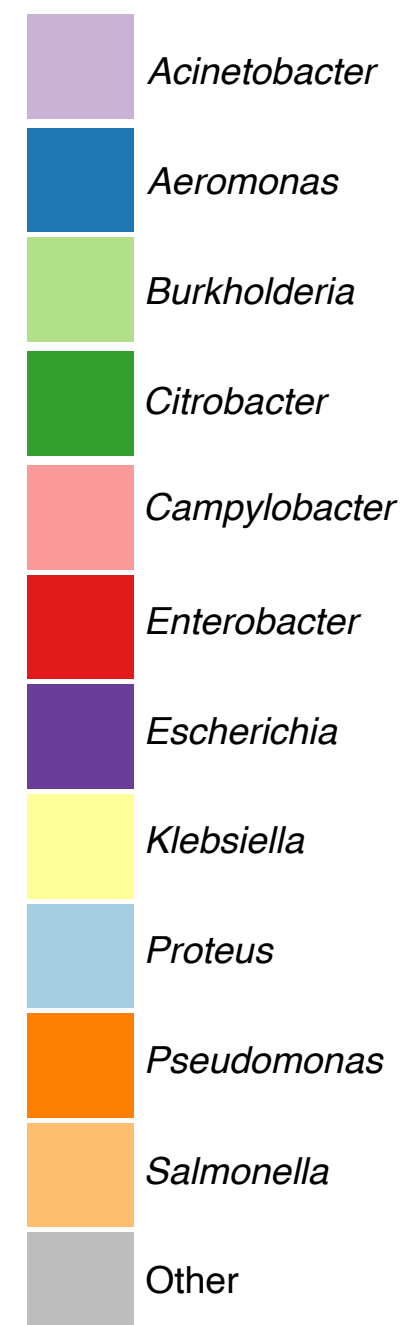 Acinetobacter
Aeromonas
Burkholderia
Citrobacter
Campylobacter
Enterobacter
Escherichia
Klebsiella
Proteus
Pseudomonas
Salmonella
Other